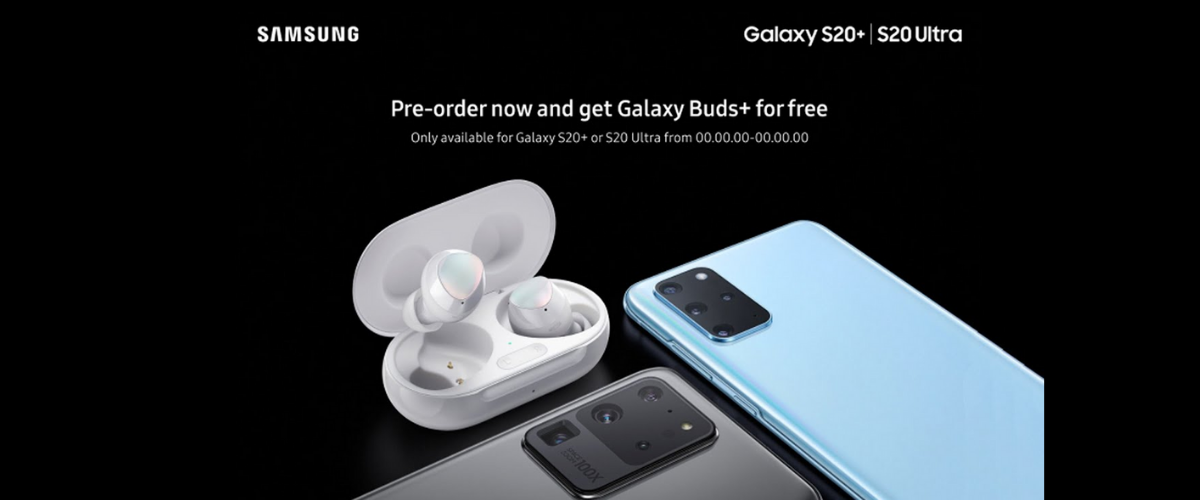 SAMSUNG
Galaxy S20+ | S20 Ultra
Pre-order now and get Galaxy Buds+ for free
Only available for Galaxy S20+ or S20 Ultra from 00.00.00-00.00.00
100X